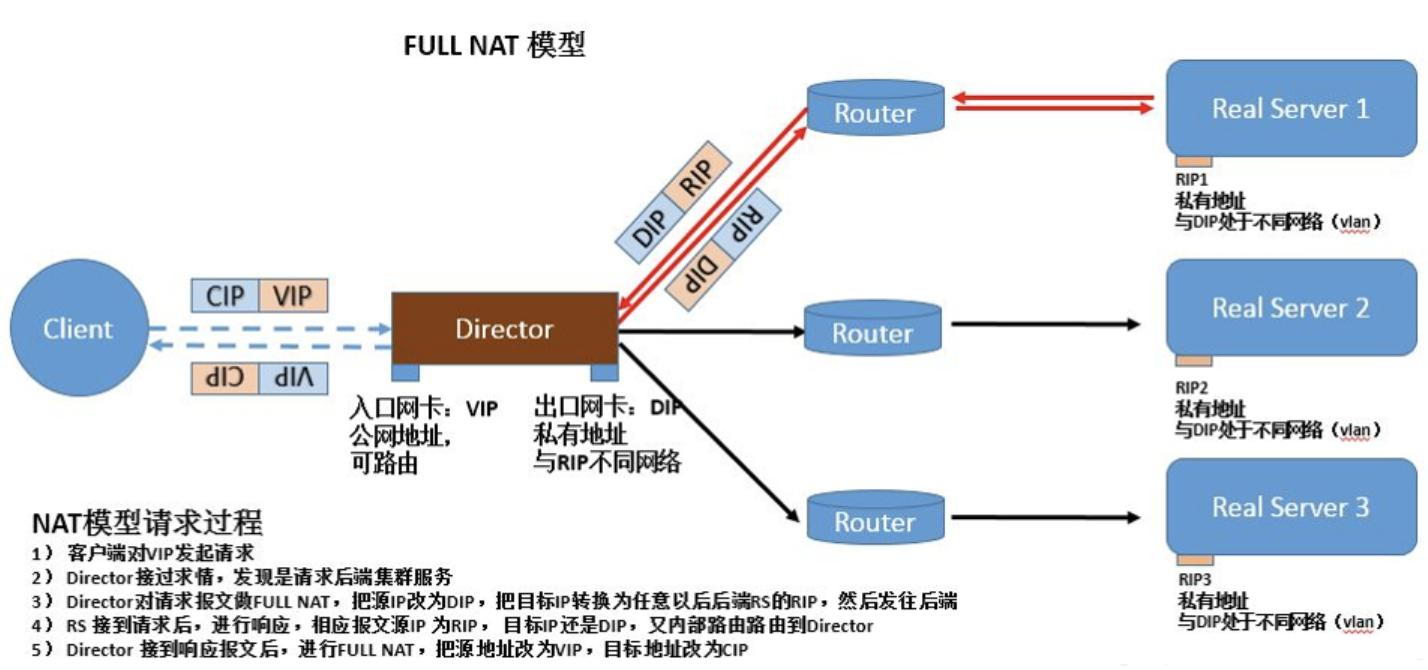 FULL NAT 模型
Router
Real Server 1
RIP1
私有地址
与DIP处于不同网络（vlan）
DIP RIP
RIP DIP
CIP VIP
Client
Director
VIP CIP
入口网卡：VIP
公网地址，
可路由
出口网卡：DIP
私有地址
与RIP不同网络
Router
Real Server 2
RIP2
私有地址
与DIP处于不同网络（vlan）
Router
Real Server 3
RIP3
私有地址
与DIP处于不同网络（vlan）
NAT模型请求过程
1） 客户端对VIP发起请求
2） Director接过求情，发现是请求后端集群服务
3） Director对请求报文做FULL NAT，把源IP改为DIP，把目标IP转换为任意以后后端RS的RIP，然后发往后端
4） RS 接到请求后，进行响应，相应报文源IP 为RIP，目标IP还是DIP，又内部路由路由到Director
5） Director 接到响应报文后，进行FULL NAT，把源地址改为VIP，目标地址改为CIP